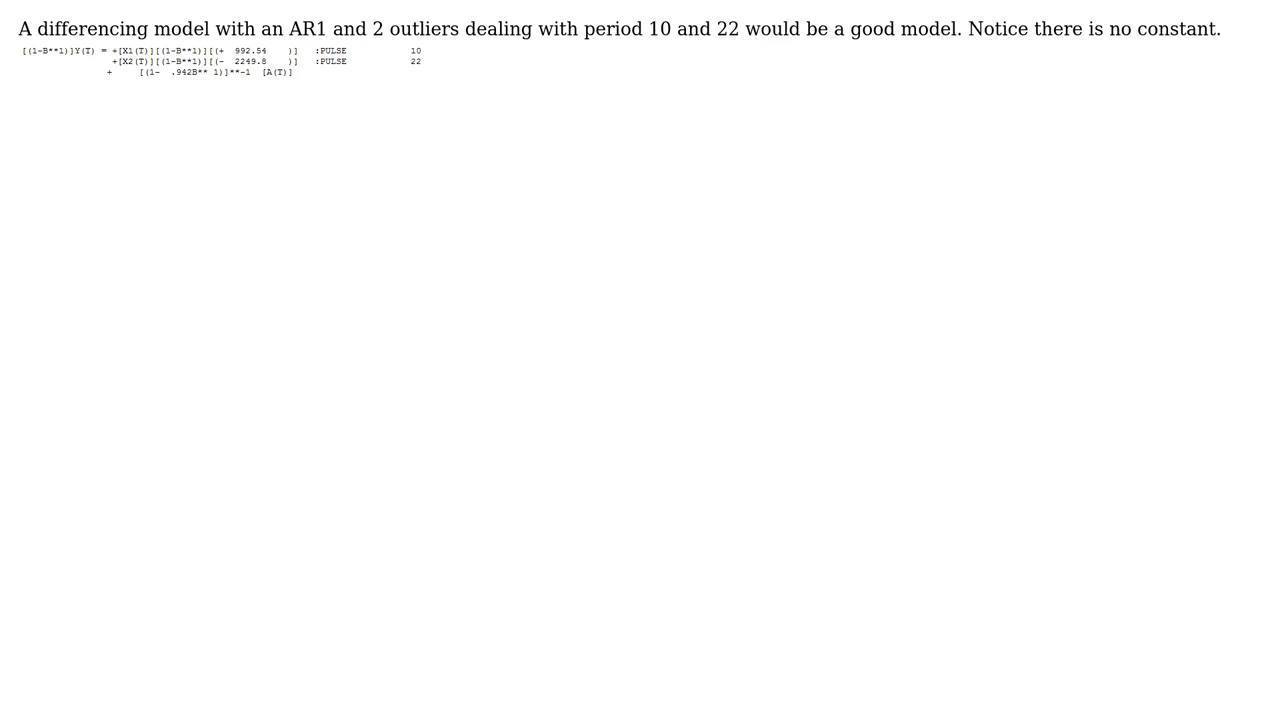 A differencing model with an AR1 and 2 outliers dealing with period 10 and 22 would be a good model. Notice there is no constant.
[(1-B**1)]Y(T) = +[X1(T)][(1-B**1)][(+  992.54    )]   :PULSE            10
+[X2(T)][(1-B**1)][(-  2249.8    )]   :PULSE            22
+     [(1-  .942B** 1)]**-1  [A(T)]